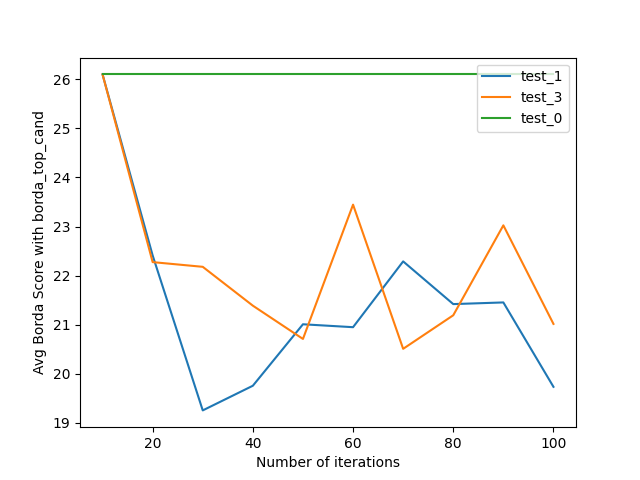 26
25
24
23
22
21
20
19
20
40
60
80
100
Avg Borda Score with borda_top_cand
Number of iterations
test_1
test_3
test_0